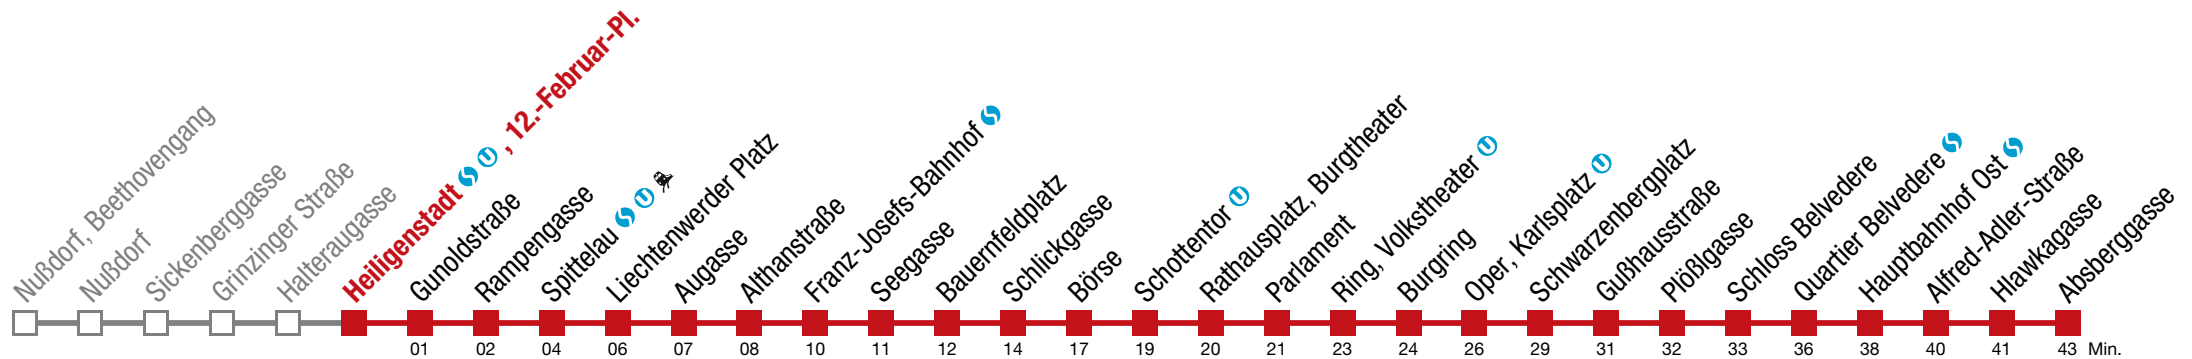 Nußdorf, Beethovengang
Nußdorf
Sickenberggasse
Grinzinger Straße
Halteraugasse
Heiligenstadt S U , 12.-Februar-Pl.
Gunoldstraße
Rampengasse
Spittelau S U
Liechtenwerder Platz
Augasse
Althanstraße
Franz-Josefs-Bahnhof S
Seegasse
Bauernfeldplatz
Schlickgasse
Börse
Schottentor U
Rathausplatz, Burgtheater
Parlament
Ring, Volkstheater U
Burgring
Oper, Karlsplatz U
Schwarzenbergplatz
Gußhausstraße
Plößlgasse
Schloss Belvedere
Quartier Belvedere S
Hauptbahnhof Ost S
Alfred-Adler-Straße
Hlawkagasse
Absberggasse
01 02 04 06 07 08 10 11 12 14 17 19 20 21 23 24 26 29 31 32 33 36 38 40 41 43 Min.